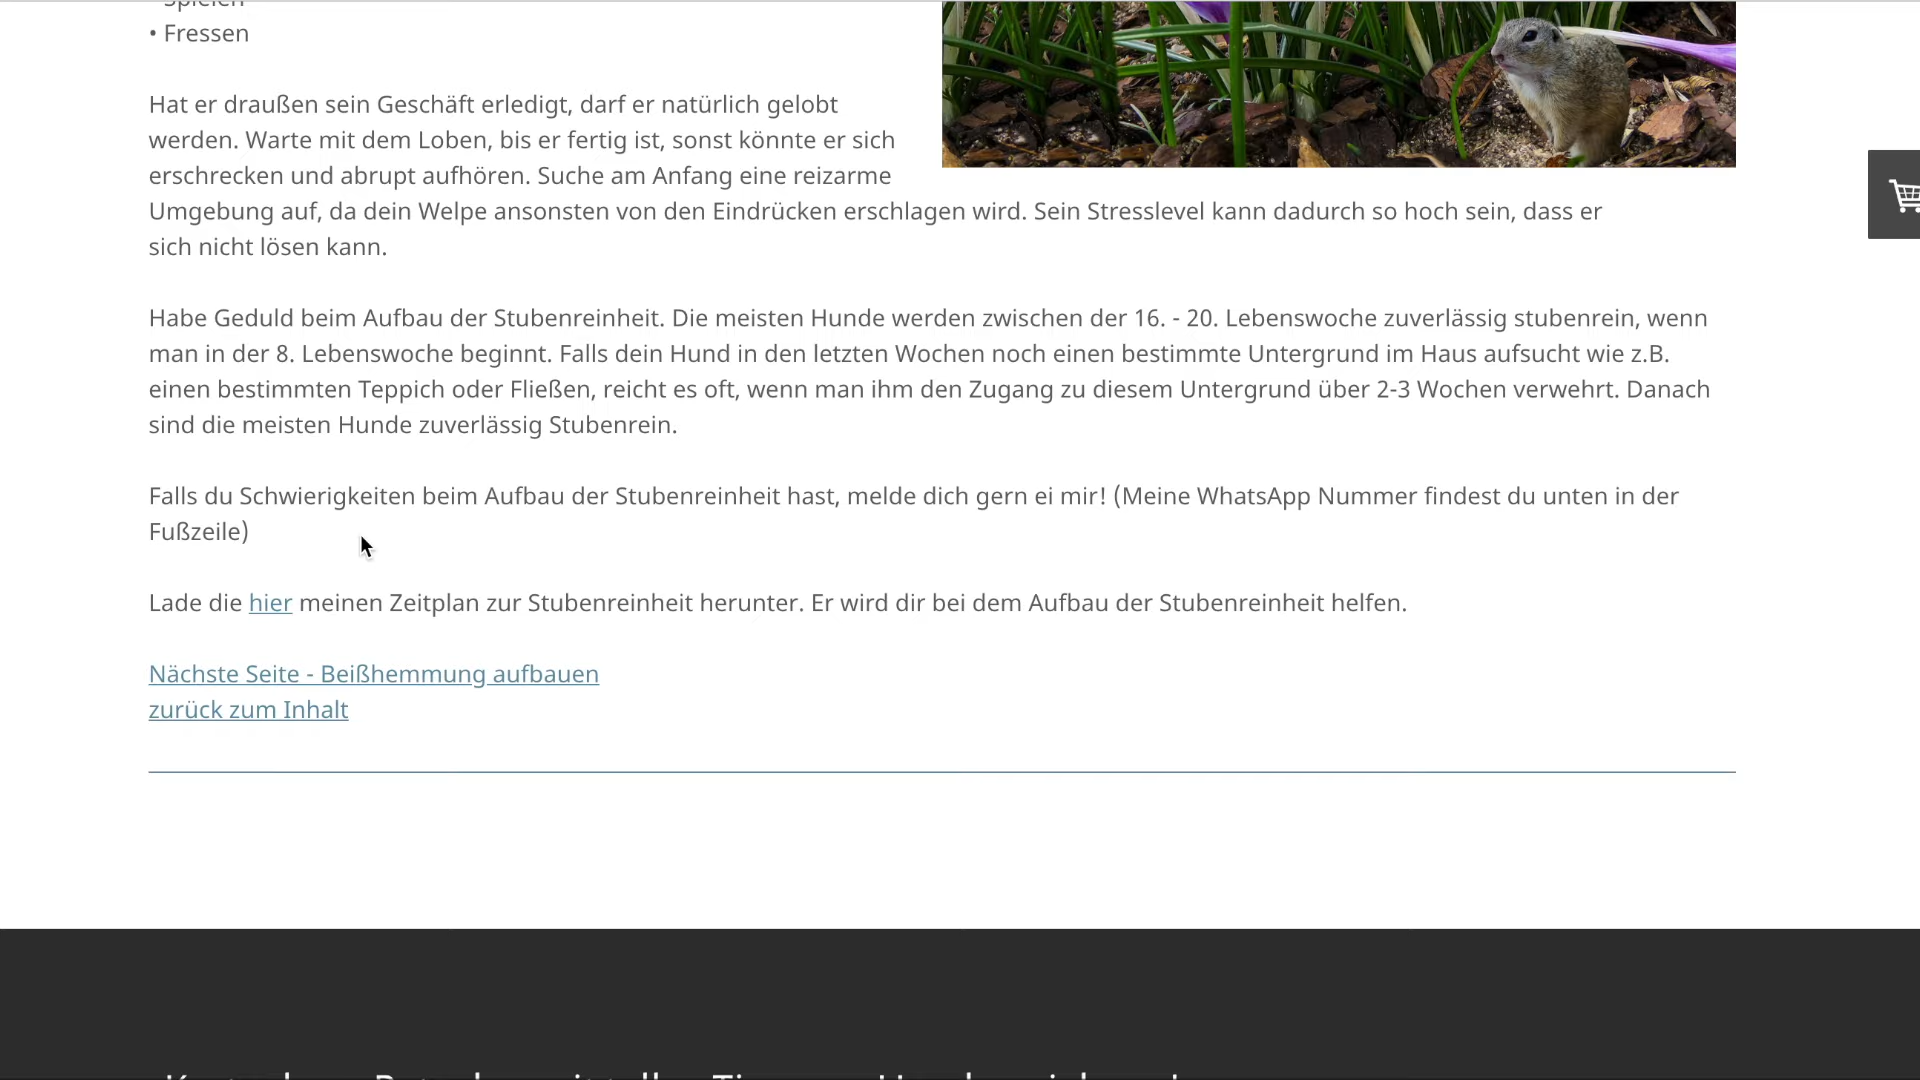 • Fressen
Hat er draußen sein Geschäft erledigt, darf er natürlich gelobt
werden. Warte mit dem Loben, bis er fertig ist, sonst könnte er sich
erschrecken und abrupt aufhören. Suche am Anfang eine reizarme
Umgebung auf, da dein Welpe ansonsten von den Eindrücken erschlagen wird. Sein Stresslevel kann dadurch so hoch sein, dass er
sich nicht lösen kann.
Habe Geduld beim Aufbau der Stubenreinheit. Die meisten Hunde werden zwischen der 16. - 20. Lebenswoche zuverlässig stubenrein, wenn
man in der 8. Lebenswoche beginnt. Falls dein Hund in den letzten Wochen noch einen bestimmte Untergrund im Haus aufsucht wie z.B.
einen bestimmten Teppich oder Fließen, reicht es oft, wenn man ihm den Zugang zu diesem Untergrund über 2-3 Wochen verwehrt. Danach
sind die meisten Hunde zuverlässig Stubenrein.
Falls du Schwierigkeiten beim Aufbau der Stubenreinheit hast, melde dich gern ei mir! (Meine WhatsApp Nummer findest du unten in der
Fußzeile)
Lade die hier meinen Zeitplan zur Stubenreinheit herunter. Er wird dir bei dem Aufbau der Stubenreinheit helfen.
Nächste Seite - Beißhemmung aufbauen
zurück zum Inhalt